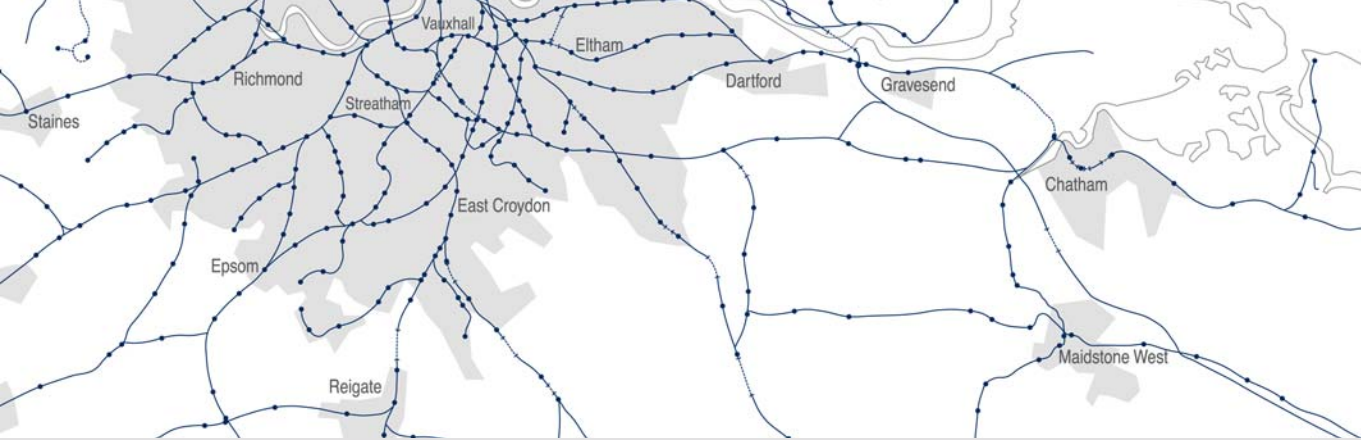 Vauxhall
Eltham
Richmond
Dartford
Gravesend
Streatham
Staines
Chatham
East Croydon
Epsom
Maidstone West
Reigate